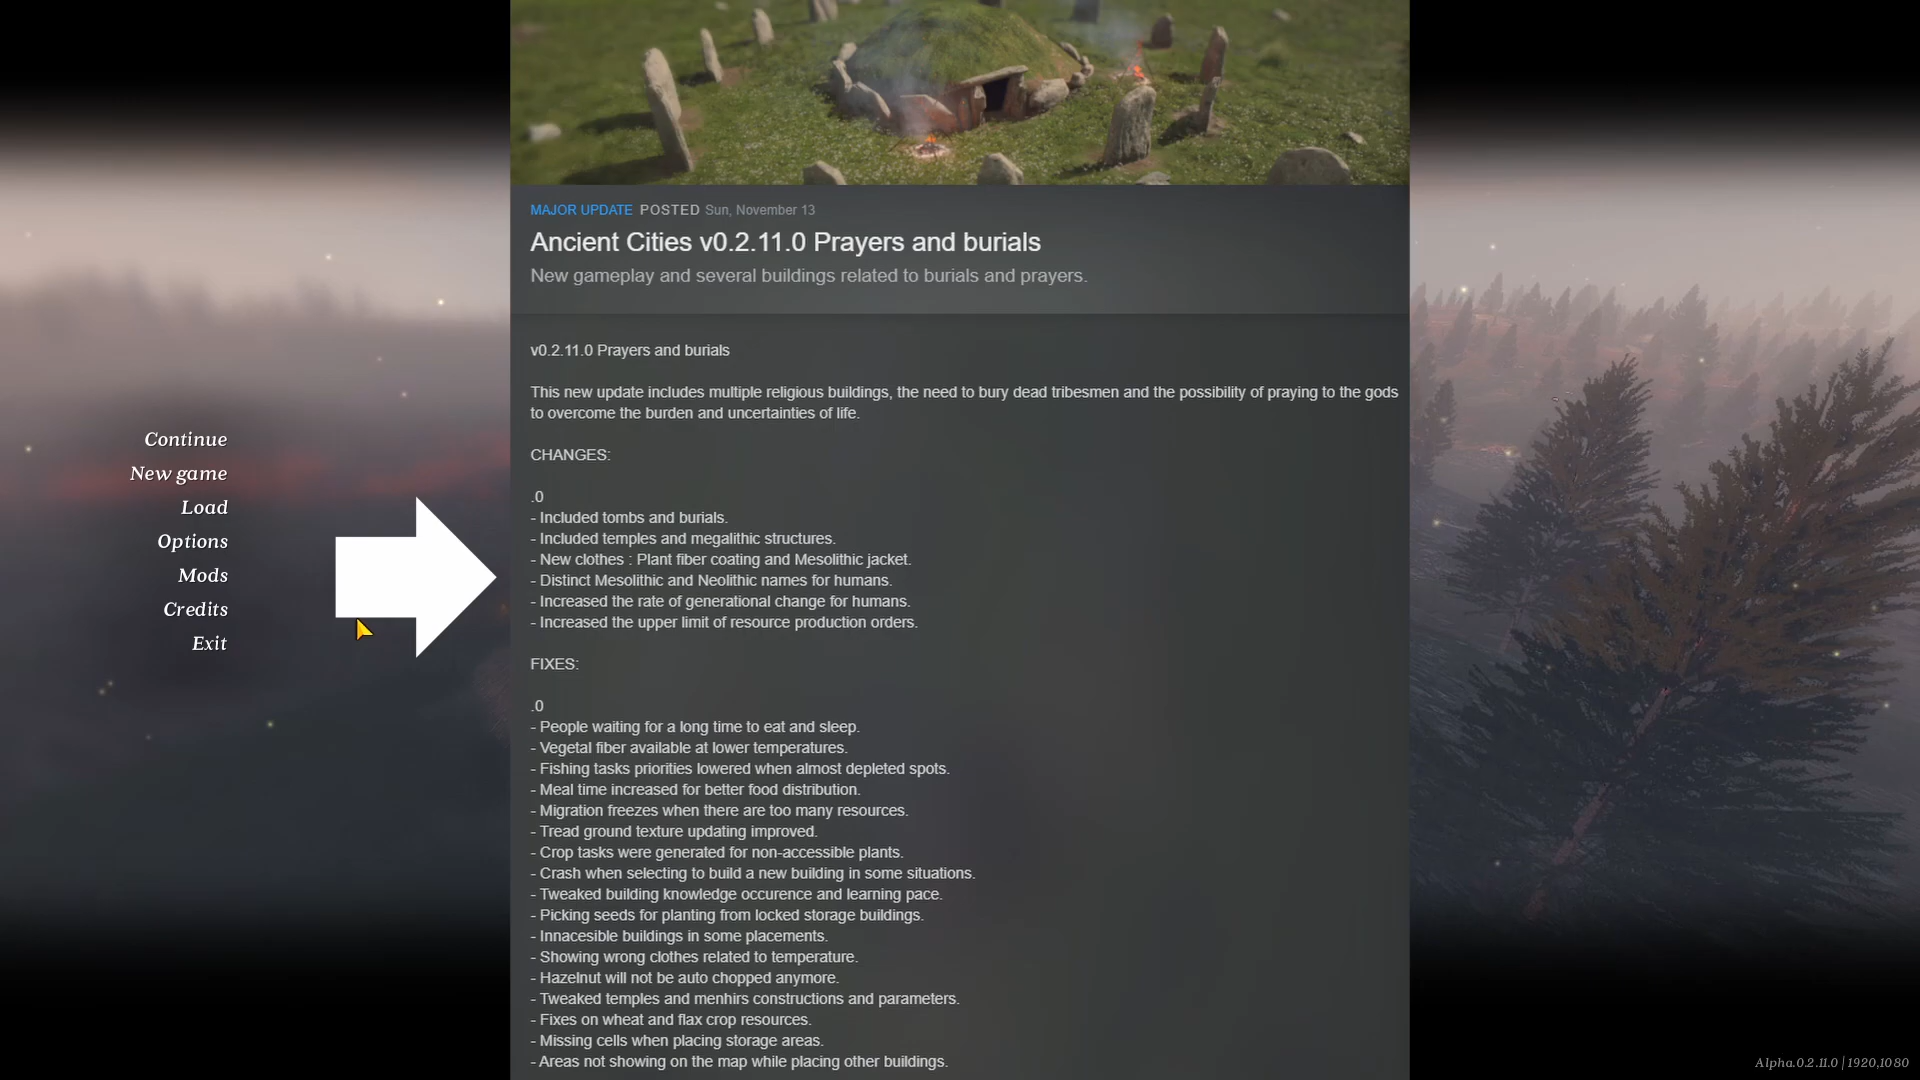 Continue
New game
Load
Options
Mods
Credits
Exit
MAJOR UPDATE POSTED Sun, November 13
Ancient Cities v0.2.11.0 Prayers and burials
New gameplay and several buildings related to burials and prayers.
v0.2.11.0 Prayers and burials
This new update includes multiple religious buildings, the need to bury dead tribesmen and the possibility of praying to the gods
to overcome the burden and uncertainties of life.
CHANGES:
.0
- Included tombs and burials.
- Included temples and megalithic structures.
- New clothes : Plant fiber coating and Mesolithic jacket.
- Distinct Mesolithic and Neolithic names for humans.
- Increased the rate of generational change for humans.
- Increased the upper limit of resource production orders.
FIXES:
.0
- People waiting for a long time to eat and sleep.
- Vegetal fiber available at lower temperatures.
- Fishing tasks priorities lowered when almost depleted spots.
- Meal time increased for better food distribution.
- Migration freezes when there are too many resources.
- Tread ground texture updating improved.
- Crop tasks were generated for non-accessible plants.
- Crash when selecting to build a new building in some situations.
- Tweaked building knowledge occurence and learning pace.
- Picking seeds for planting from locked storage buildings.
- Innacesible buildings in some placements.
- Showing wrong clothes related to temperature.
- Hazelnut will not be auto chopped anymore.
- Tweaked temples and menhirs constructions and parameters.
- Fixes on wheat and flax crop resources.
- Missing cells when placing storage areas.
- Areas not showing on the map while placing other buildings.
Alpha.0.2.11.0 | 1920,1080